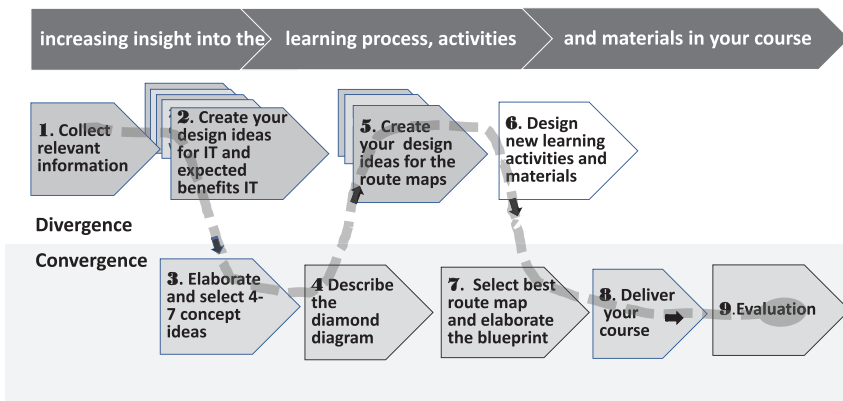 increasing insight into the learning process, activities and materials in your course
1. Collect
relevant
information
2. Create your
design ideas
for IT and
expected
benefits IT
5. Create
your design
ideas for the
route maps
6. Design
new learning
activities and
materials
Divergence
Convergence
3. Elaborate
and select 4-
7 concept
ideas
4 Describe
the
diamond
diagram
7. Select best
route map
and elaborate
the blueprint
8. Deliver
your
course
9.Evaluation